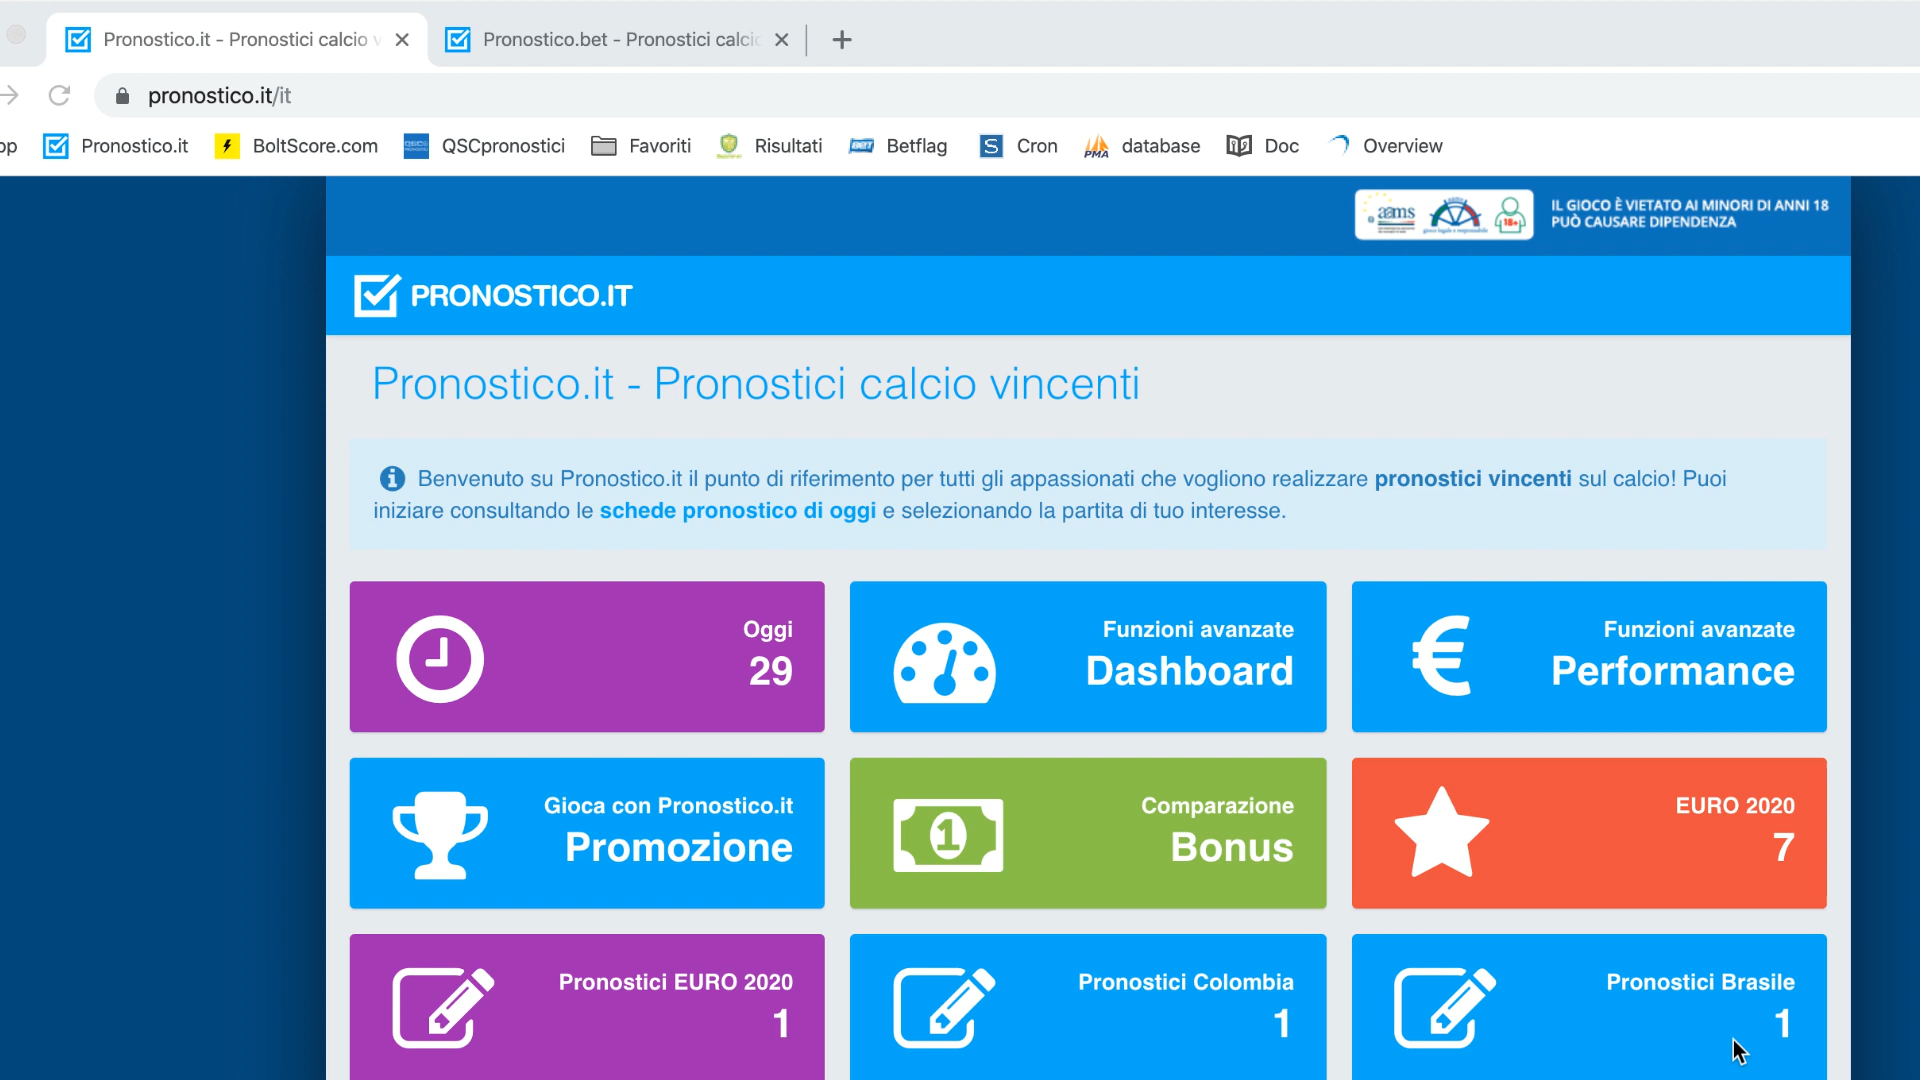 Pronostico.it - Pronostici calcio
Pronostico.bet - Pronostici calcio
pronostico.it/it
Pronostico.it
BoltScore.com
QSCpronostici
Favoriti
Risultati
Betflag
Cron
database
Doc
Overview
aams
18+
IL GIOCO È VIETATO AI MINORI DI ANNI 18
PUÒ CAUSARE DIPENDENZA
PRONOSTICO.IT
Pronostico.it - Pronostici calcio vincenti
Benvenuto su Pronostico.it il punto di riferimento per tutti gli appassionati che vogliono realizzare pronostici vincenti sul calcio! Puoi
iniziare consultando le schede pronostico di oggi e selezionando la partita di tuo interesse.
Oggi
29
Funzioni avanzate
Dashboard
Funzioni avanzate
Performance
Gioca con Pronostico.it
Promozione
1
Comparazione
Bonus
EURO 2020
7
Pronostici EURO 2020
1
Pronostici Colombia
1
Pronostici Brasile
1